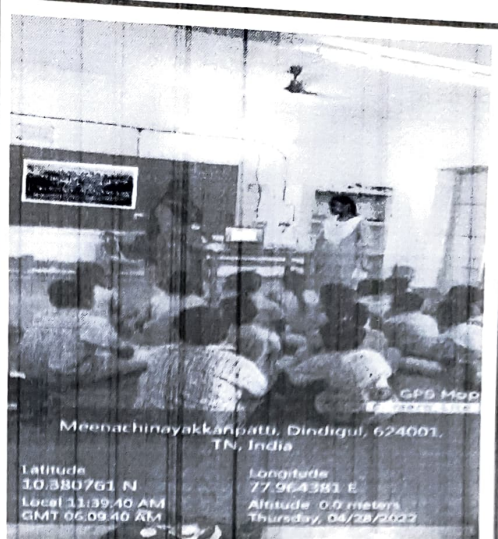 GPS Map
Meenachinayakkanpatti, Dindigul, 624001,
TN, India
Latitude
10.380761 N
Local 11:39:40 AM
GMT 06:09:40 AM
Longitude
77.964381 E
Altitude 0.0 meters
Thursday, 04/28/2022